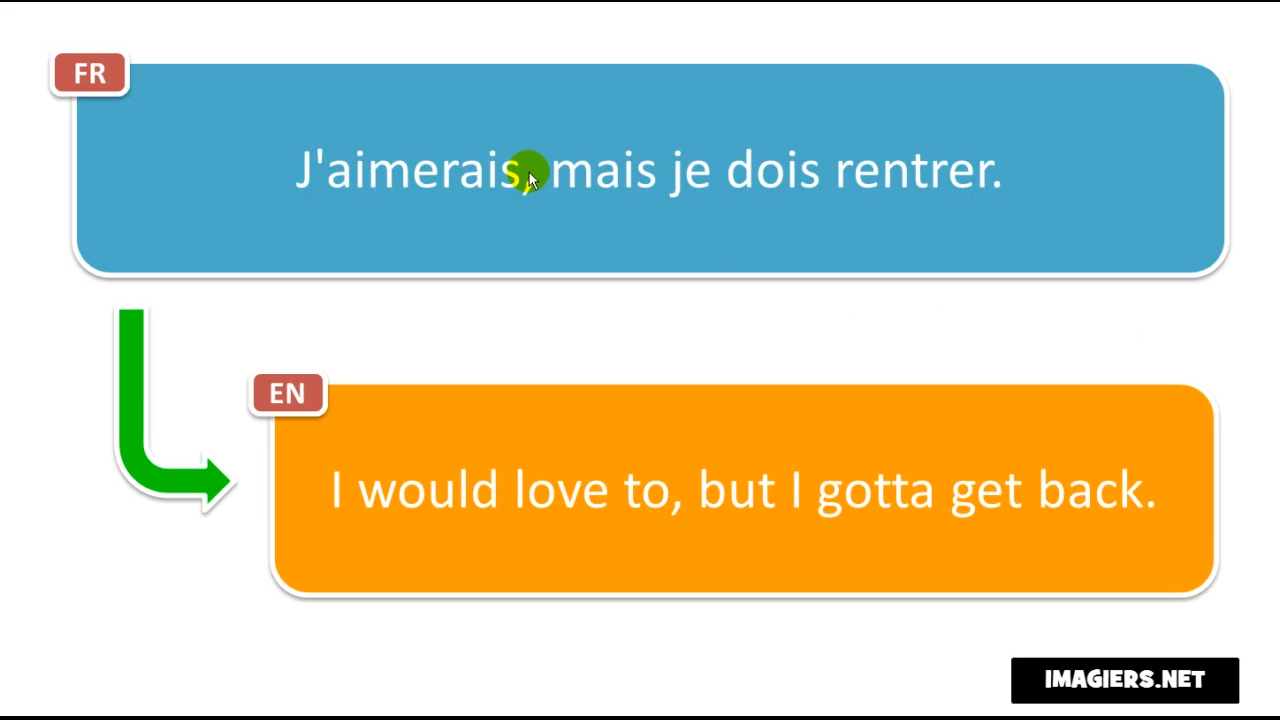 FR
J'aimerais, mais je dois rentrer.
EN
I would love to, but I gotta get back.
IMAGIERS.NET